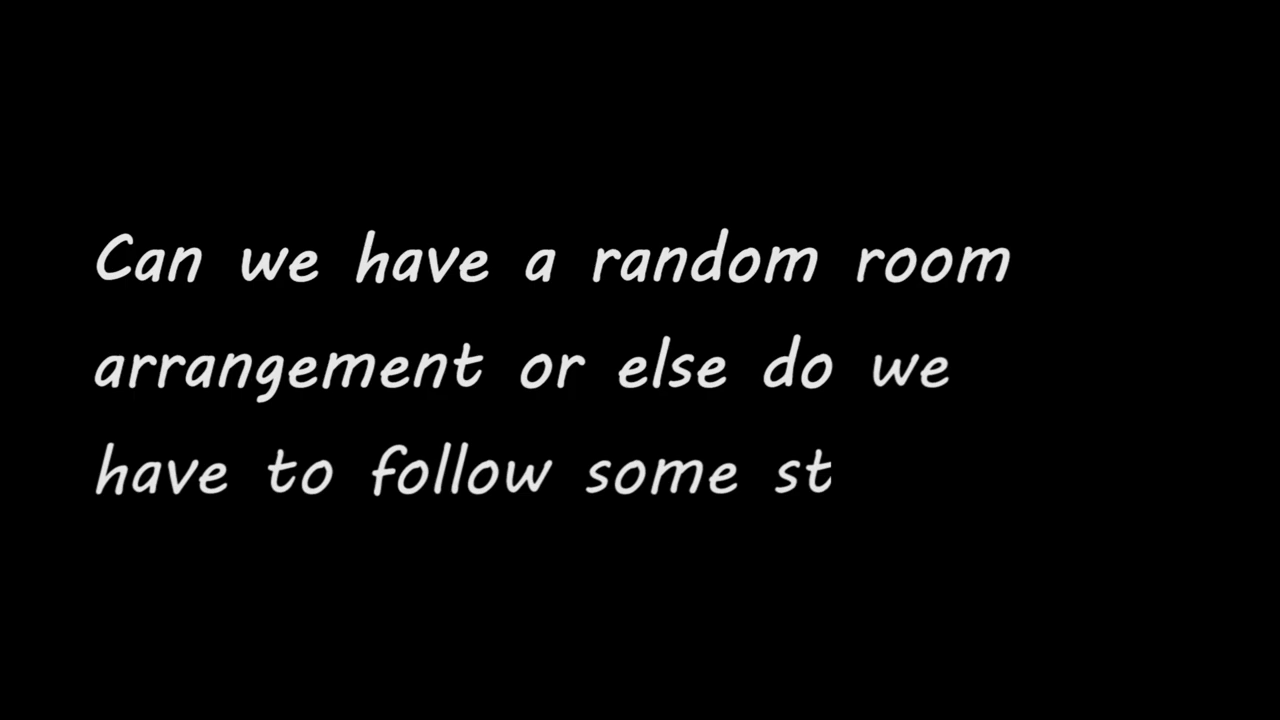 Can we have a random room
arrangement or else do we
have to follow some st